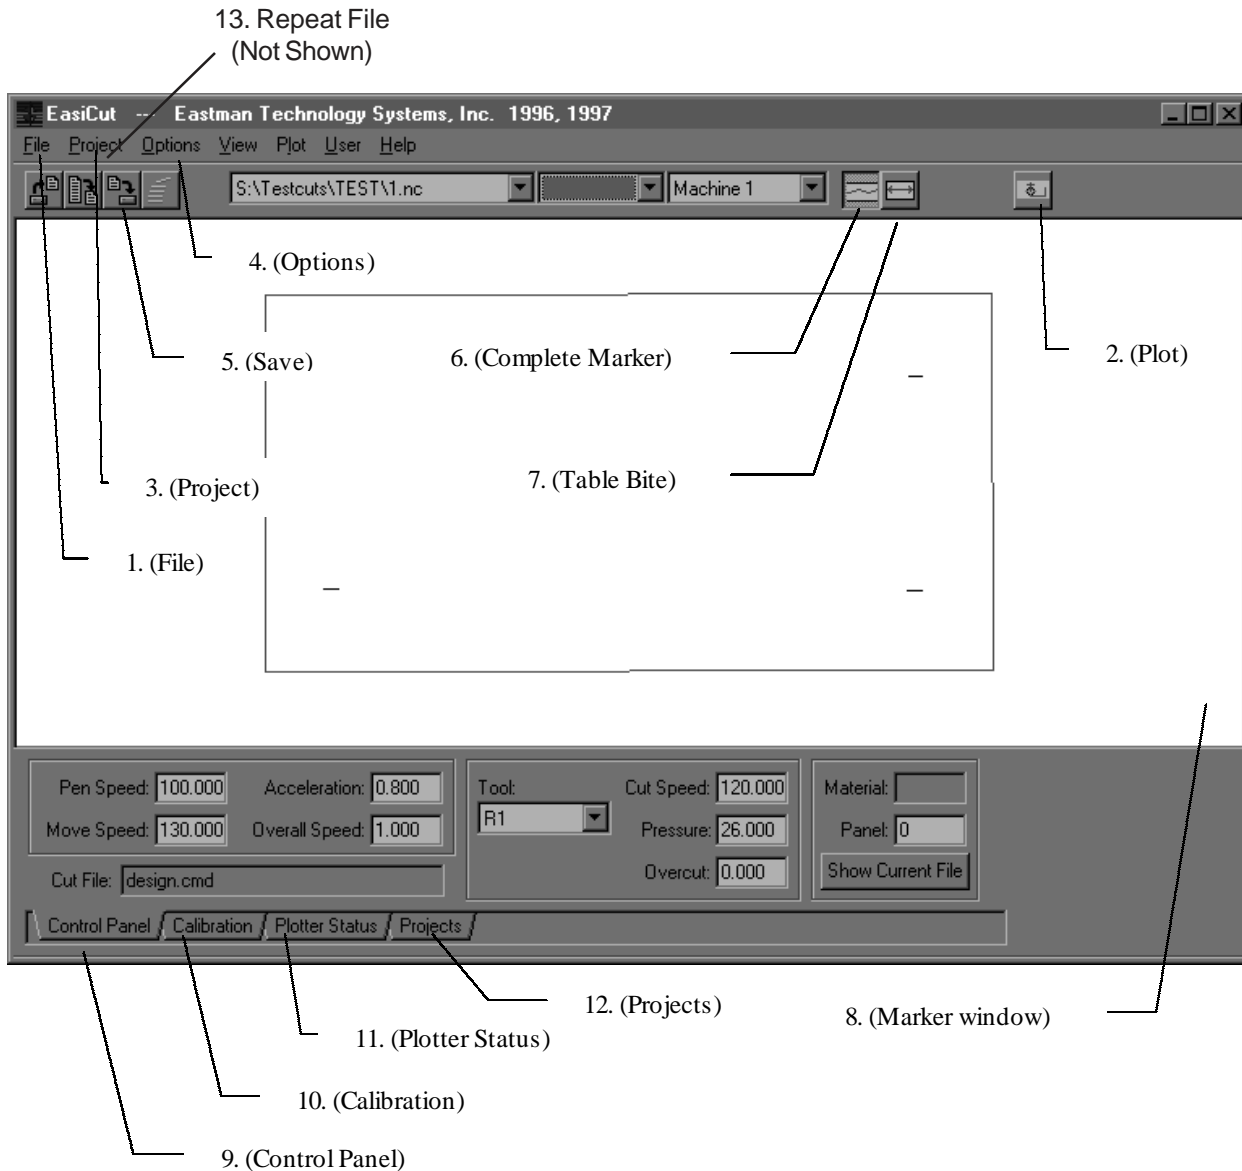 13. Repeat File
(Not Shown)
EasiCut --- Eastman Technology Systems, Inc. 1996, 1997
File Project Options View Plot User Help
S:\Testcuts\TEST\1.nc Machine 1
4. (Options)
5. (Save)
6. (Complete Marker)
2. (Plot)
3. (Project)
7. (Table Bite)
1. (File)
Pen Speed: 100.000 Acceleration: 0.800 Tool: Cut Speed: 120.000 Material:
Move Speed: 130.000 Overall Speed: 1.000 R1 Pressure: 26.000 Panel: 0
Cut File: design.cmd Overcut: 0.000 Show Current File
Control Panel Calibration Plotter Status Projects
12. (Projects)
8. (Marker window)
11. (Plotter Status)
10. (Calibration)
9. (Control Panel)